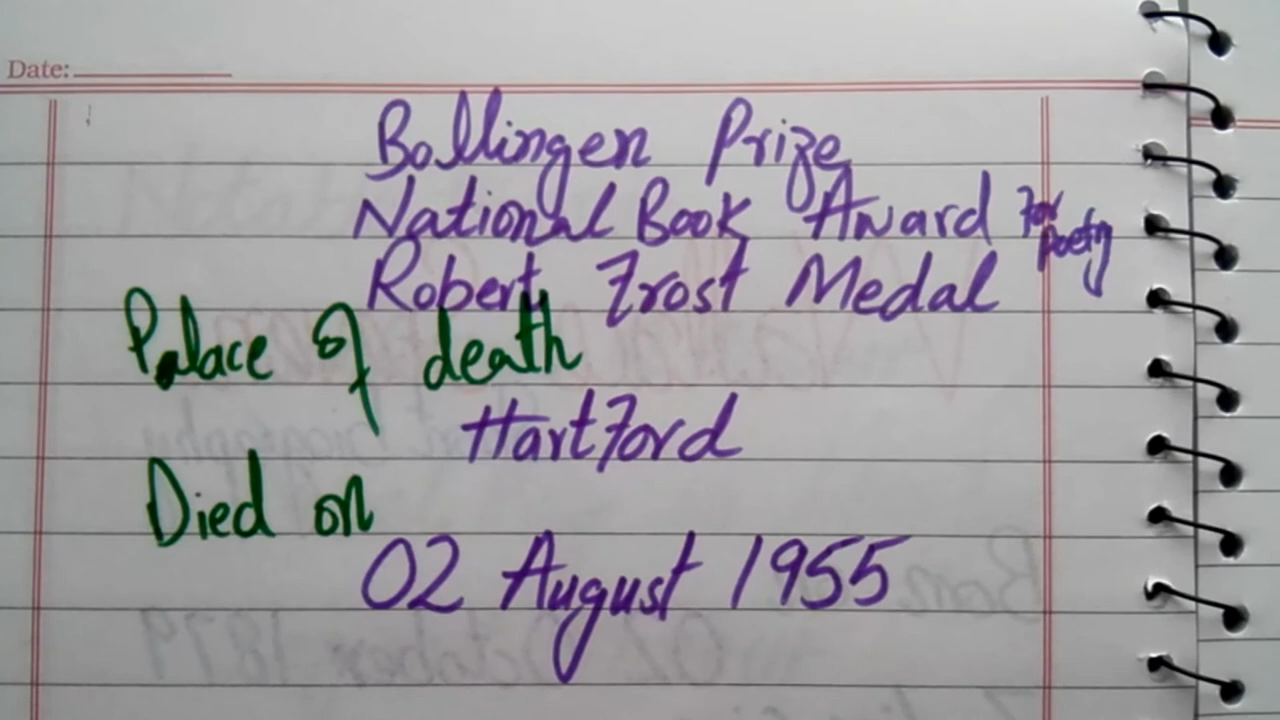 Date:
Bollingen Prize
National Book Award For Poety
Robert Frost Medal
Palace of death
Hartford
Died on
02 August 1955